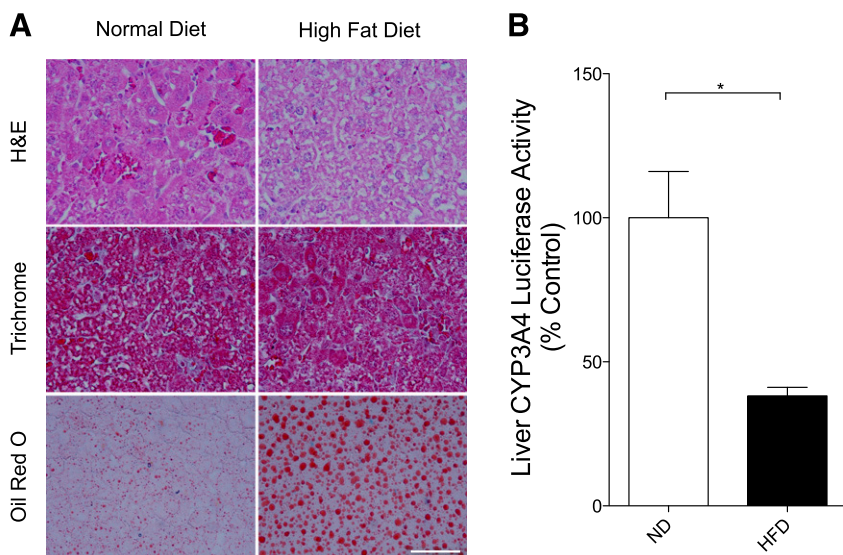 A
Normal Diet
High Fat Diet
H&E
Trichrome
Oil Red O
B
Liver CYP3A4 Luciferase Activity
(% Control)
150
100
50
0
*
ND
HFD